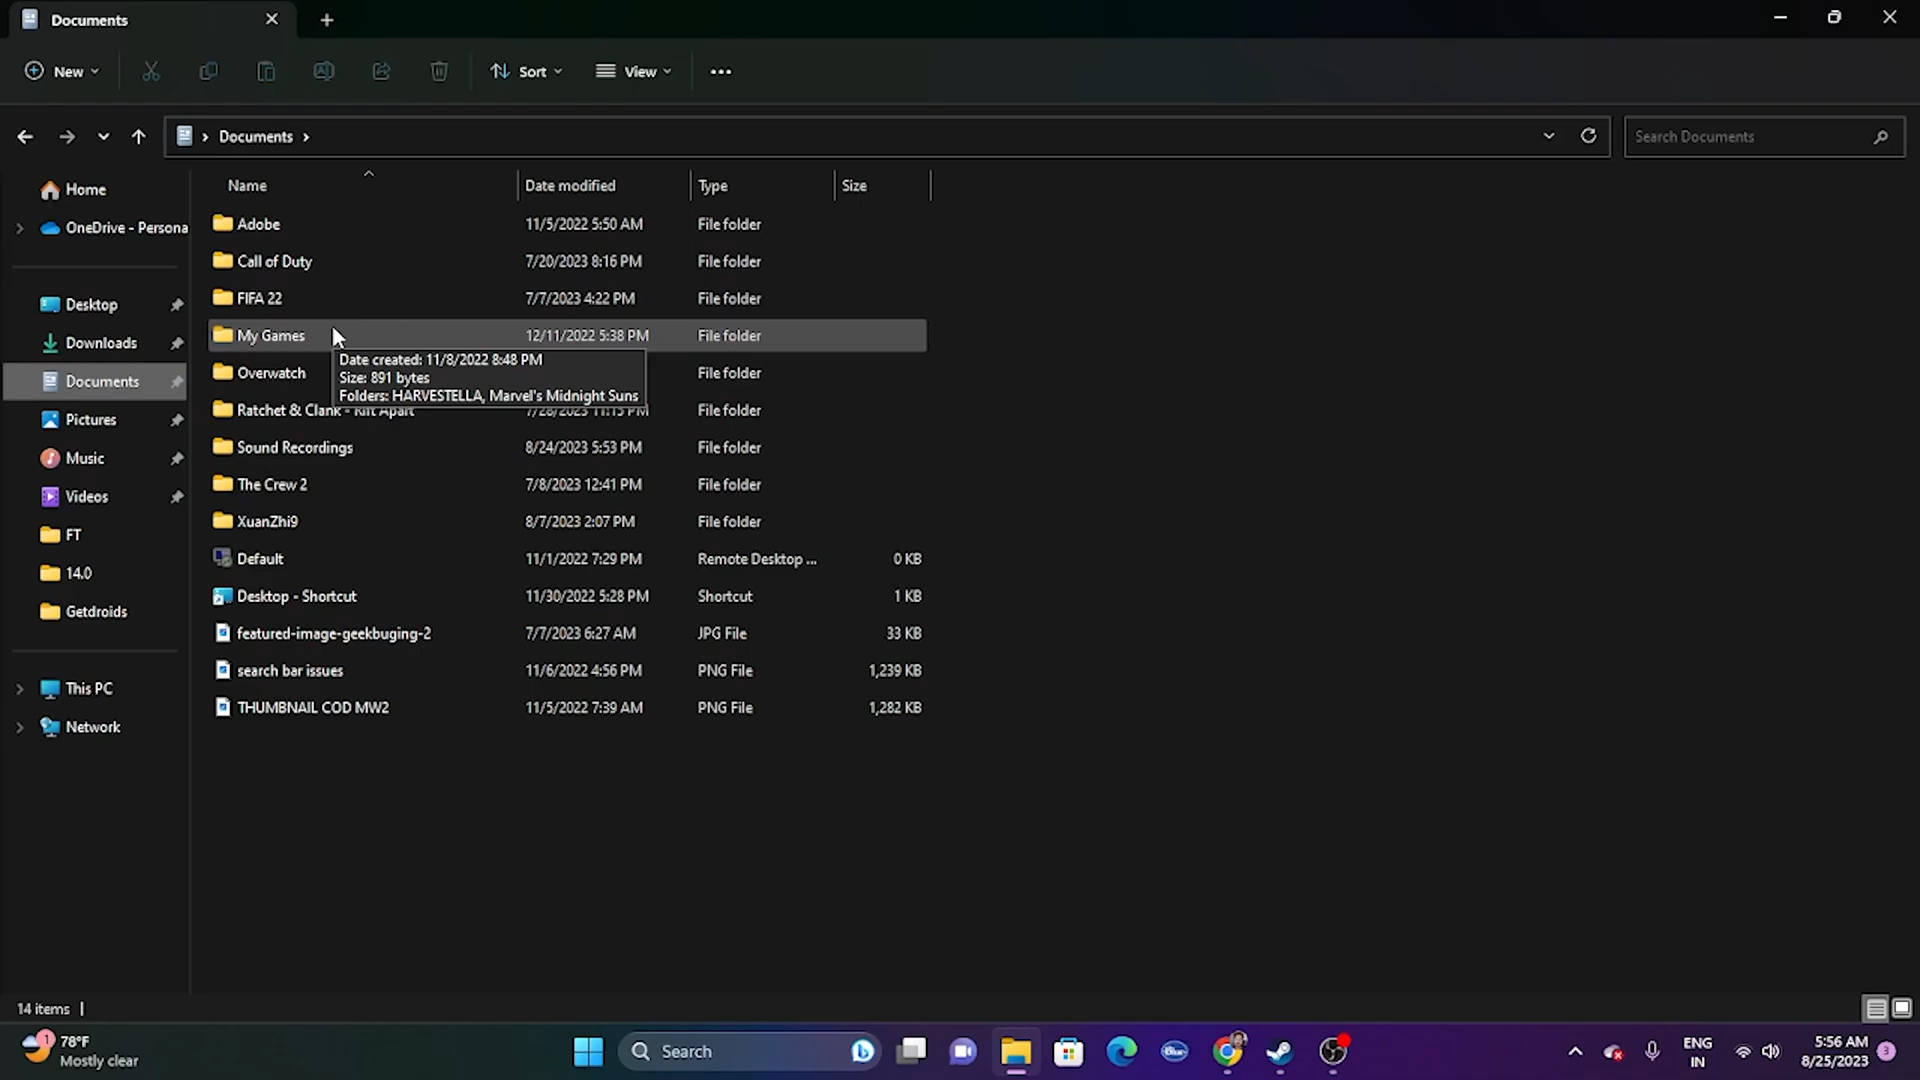 Documents
New
Sort
View
Documents
Search Documents
Home
OneDrive - Persona
Desktop
Downloads
Documents
Pictures
Music
Videos
FT
14.0
Getdroids
This PC
Network
Name Date modified Type Size
Adobe 11/5/2022 5:50 AM File folder
Call of Duty 7/20/2023 8:16 PM File folder
FIFA 22 7/7/2023 4:22 PM File folder
My Games 12/11/2022 5:38 PM File folder
Date created: 11/8/2022 8:48 PM
Size: 891 bytes
Folders: HARVESTELLA, Marvel's Midnight Suns
Overwatch File folder
Ratchet & Clank - Rift Apart 7/28/2023 11:15 PM File folder
Sound Recordings 8/24/2023 5:53 PM File folder
The Crew 2 7/8/2023 12:41 PM File folder
XuanZhi9 8/7/2023 2:07 PM File folder
Default 11/1/2022 7:29 PM Remote Desktop ... 0 KB
Desktop - Shortcut 11/30/2022 5:28 PM Shortcut 1 KB
featured-image-geekbuging-2 7/7/2023 6:27 AM JPG File 33 KB
search bar issues 11/6/2022 4:56 PM PNG File 1,239 KB
THUMBNAIL COD MW2 11/5/2022 7:39 AM PNG File 1,282 KB
14 items
1
78°F
Mostly clear
Search
ENG
IN
5:56 AM
8/25/2023
3